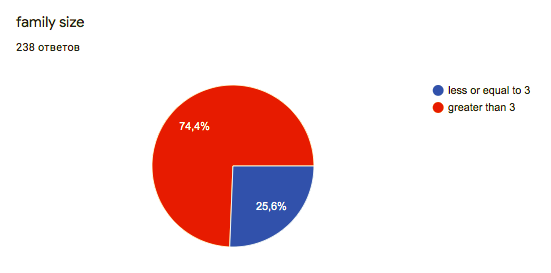 family size
238 ответов
less or equal to 3
greater than 3
74,4%
25,6%